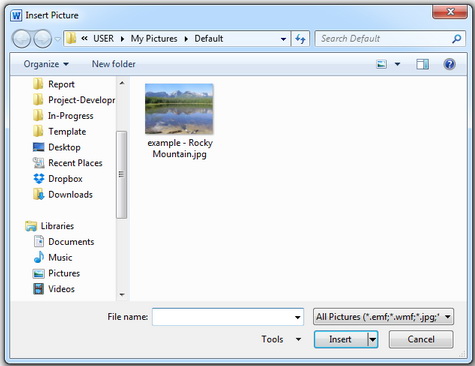 Insert Picture
USER
My Pictures
Default
Search Default
Organize
New folder
Report
Project-Developr
In-Progress
Template
Desktop
Recent Places
Dropbox
Downloads
Libraries
Documents
Music
Pictures
Videos
example - Rocky
Mountain.jpg
File name:
All Pictures (*.emf;*.wmf;*.jpg;*
Tools
Insert
Cancel